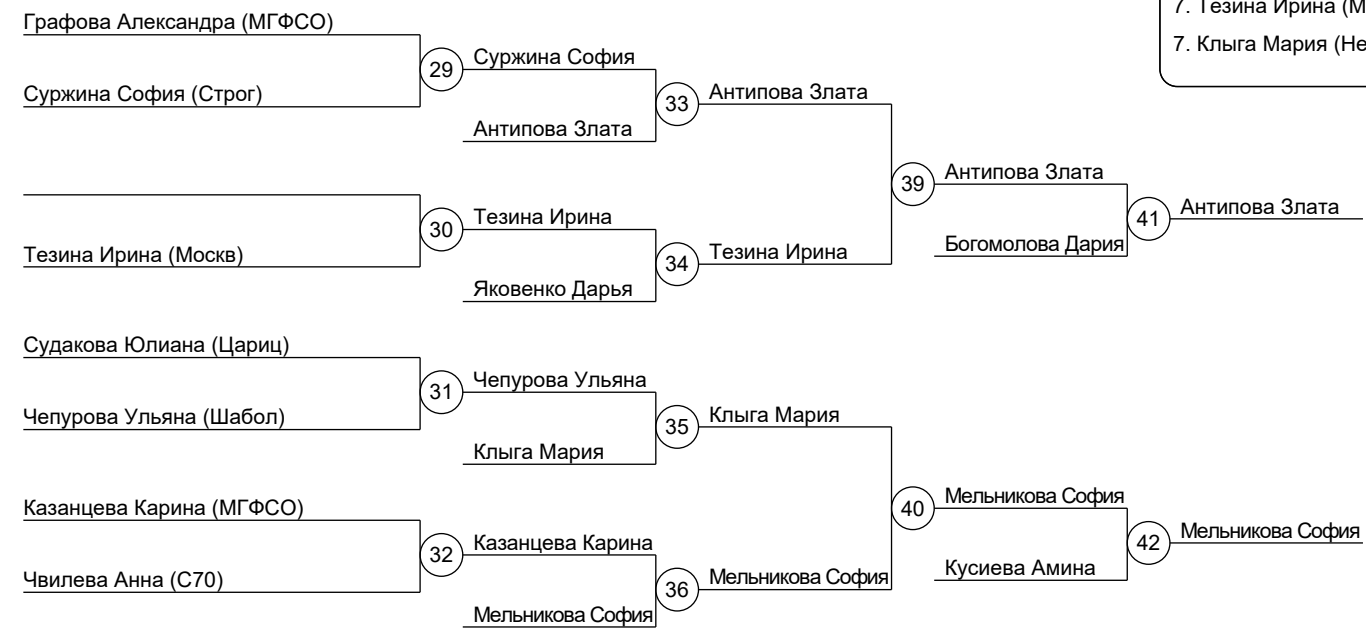 Графова Александра (МГФСО)
29
Суржина София
Суржина София (Строг)
33
Антипова Злата
Антипова Злата
39
Антипова Злата
30
Тезина Ирина
Тезина Ирина (Москв)
34
Тезина Ирина
Яковенко Дарья
41
Антипова Злата
Богомолова Дария
Судакова Юлиана (Цариц)
31
Чепурова Ульяна
Чепурова Ульяна (Шабол)
35
Клыга Мария
Клыга Мария
40
Мельникова София
Казанцева Карина (МГФСО)
32
Казанцева Карина
Чвилева Анна (С70)
36
Мельникова София
Мельникова София
42
Мельникова София
Кусиева Амина
7. Тезина Ирина (М
7. Клыга Мария (Не